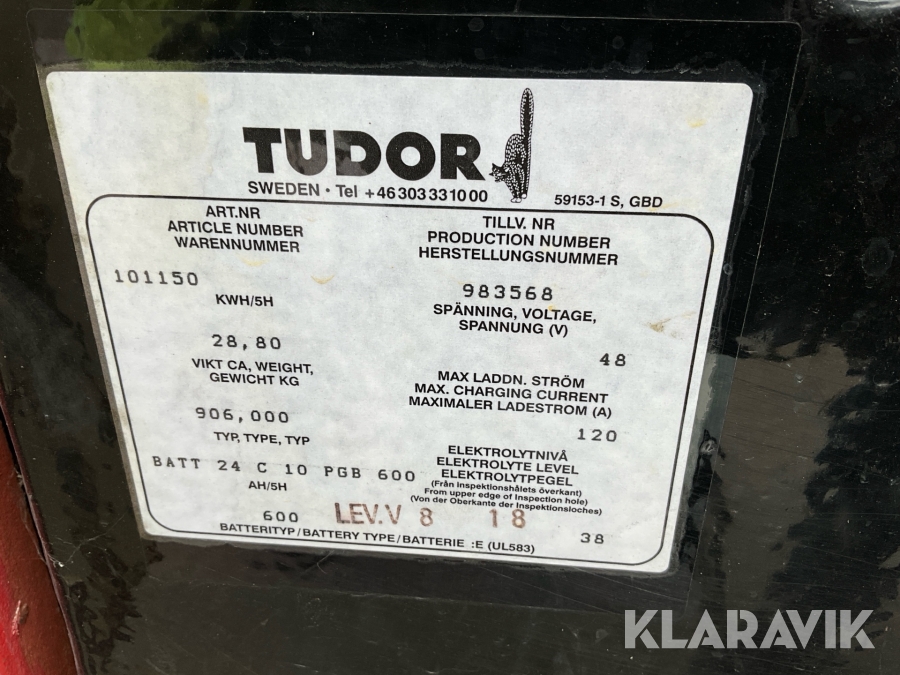 TUDOR
SWEDEN · Tel +46 303 331000
59153-1 S, GBD
ART.NR
ARTICLE NUMBER
WARENNUMMER
101150
TILLV. NR
PRODUCTION NUMBER
HERSTELLUNGSNUMMER
983568
KWH/5H
28,80
SPÄNNING, VOLTAGE,
SPANNUNG (V)
48
VIKT CA, WEIGHT,
GEWICHT KG
906,000
MAX LADDN. STRÖM
MAX. CHARGING CURRENT
MAXIMALER LADESTROM (A)
120
TYP, TYPE, TYP
BATT 24 C 10 PGB 600
ELEKTROLYTNIVÅ
ELEKTROLYTE LEVEL
ELEKTROLYTPEGEL
(Från inspektionshålets överkant)
From upper edge of Inspection hole)
(Von der Oberkante der Inspektionsloches)
38
AH/5H
600
LEV.V 8 18
BATTERITYP/BATTERY TYPE/BATTERIE :E (UL583)
KLARAVIK